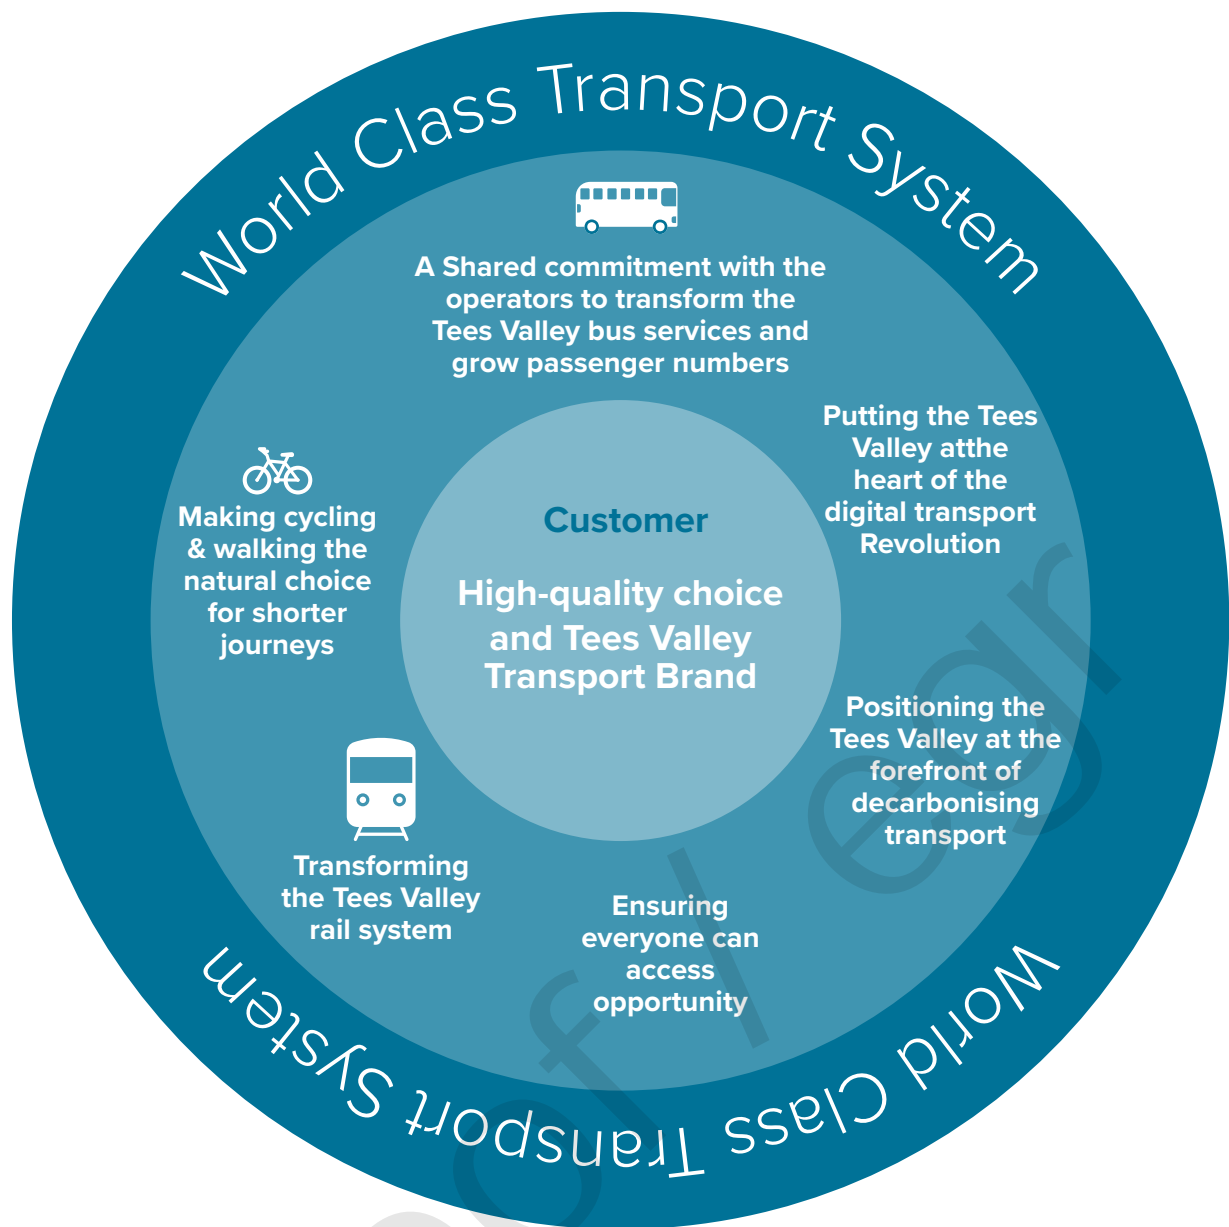 World Class Transport System
A Shared commitment with the
operators to transform the
Tees Valley bus services and
grow passenger numbers
Putting the Tees
Valley atthe
heart of the
digital transport
Revolution
Making cycling
& walking the
natural choice
for shorter
journeys
Customer
High-quality choice
and Tees Valley
Transport Brand
Positioning the
Tees Valley at the
forefront of
decarbonising
transport
Transforming
the Tees Valley
rail system
Ensuring
everyone can
access
opportunity
World Class Transport System
of / egr